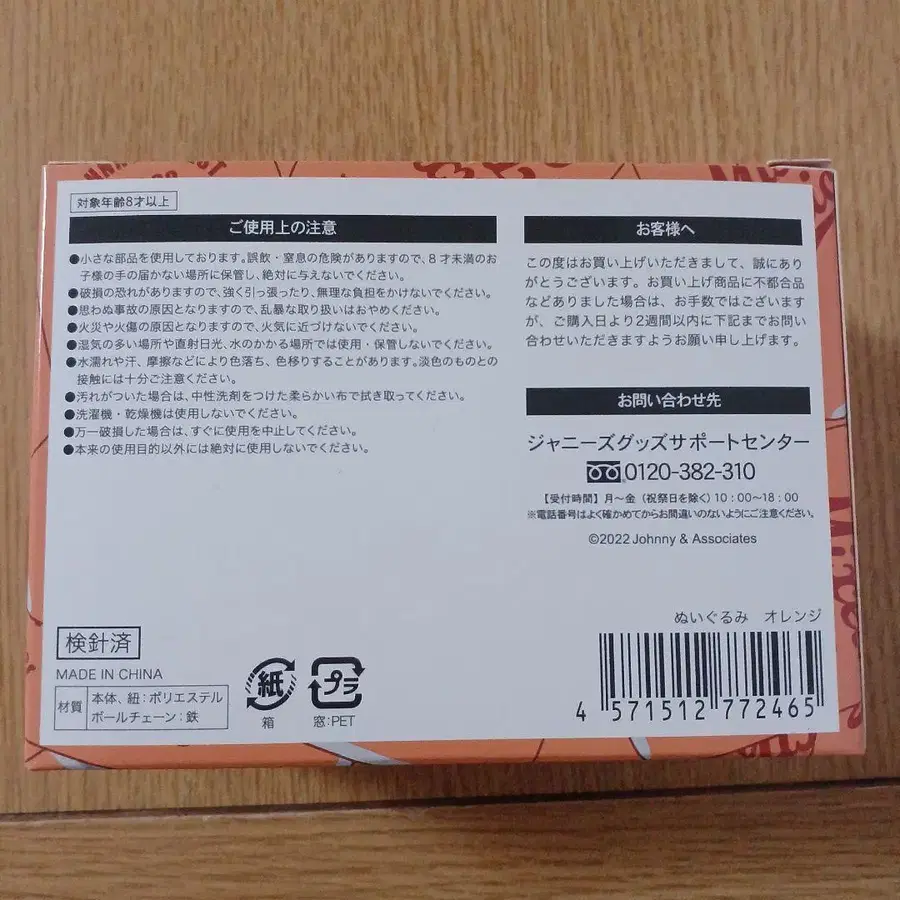 対象年齢8才以上
ご使用上の注意
●小さな部品を使用しております。誤飲・窒息の危険がありますので、8才未満のお
子様の手の届かない場所に保管し、絶対に与えないでください。
●破損の恐れがありますので、強く引っ張ったり、無理な負担をかけないでください。
●思わぬ事故の原因となりますので、乱暴な取り扱いはおやめください。
●火災や火傷の原因となりますので、火気に近づけないでください。
●湿気の多い場所や直射日光、水のかかる場所では使用・保管しないでください。
●水濡れや汗、摩擦などにより色落ち、色移りすることがあります。淡色のものとの
接触には十分ご注意ください。
●汚れがついた場合は、中性洗剤をつけた柔らかい布で拭き取ってください。
●洗濯機・乾燥機は使用しないでください。
●万一破損した場合は、すぐに使用を中止してください。
●本来の使用目的以外には絶対に使用しないでください。
お客様へ
この度はお買い上げいただきまして、誠にあり
がとうございます。お買い上げ商品に不都合品
などありました場合は、お手数ではございます
が、ご購入日より2週間以内に下記までお問い
合わせいただきますようお願い申し上げます。
お問い合わせ先
ジャニーズグッズサポートセンター
0120-382-310
【受付時間】月～金(祝祭日を除く)10:00～18:00
※電話番号はよく確かめてからお間違いのないようにご注意ください。
©2022 Johnny & Associates
検針済
MADE IN CHINA
材質
本体、紐:ポリエステル
ボールチェーン:鉄
紙
箱
プラ
窓:PET
ぬいぐるみ オレンジ
4 571512 772465